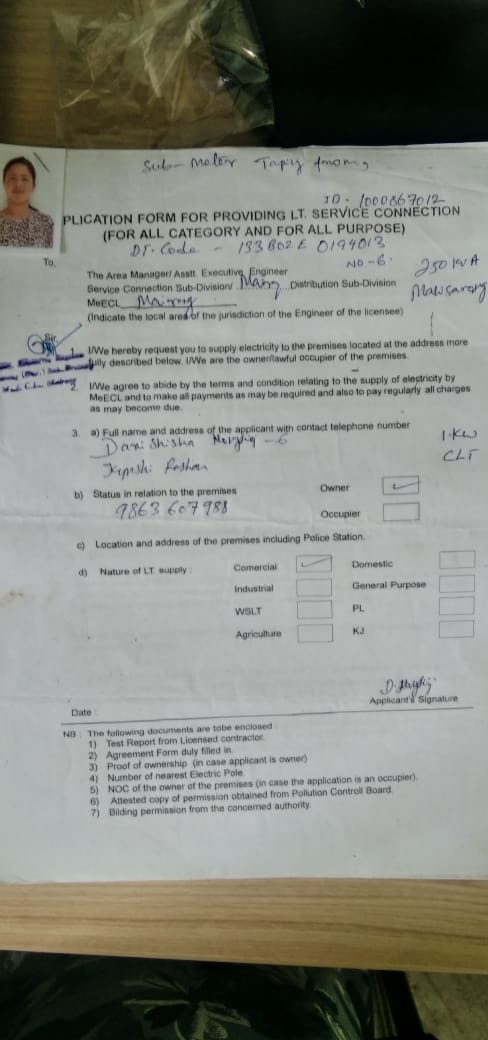 Sub-Meter
ID - 1000867012
PLICATION FORM FOR PROVIDING LT. SERVICE CONNECTION
(FOR ALL CATEGORY AND FOR ALL PURPOSE)
DT. Code - 133B02E0194013
NO-6. 250 KVA
To,
The Area Manager/ Asstt. Executive Engineer
Service Connection Sub-Division/ Mairg Distribution Sub-Division
MeECL Mairang
(Indicate the local area of the jurisdiction of the Engineer of the licensee)
Sir,
I/We hereby request you to supply electricity to the premises located at the address more
fully described below. I/We are the owner/lawful occupier of the premises.
2. I/We agree to abide by the terms and condition relating to the supply of electricity by
MeECL and to make all payments as may be required and also to pay regularly all charges
as may become due.
3. a) Full name and address of the applicant with contact telephone number
Shisha
1.KW
CLT
b) Status in relation to the premises Owner
9863607988
Occupier
c) Location and address of the premises including Police Station.
d) Nature of LT. supply : Comercial Domestic
Industrial General Purpose
WSLT PL
Agriculture KJ
Applicant's Signature
Date :
NB : The following documents are tobe enclosed :
1) Test Report from Licensed contractor.
2) Agreement Form duly filled in.
3) Proof of ownership (in case applicant is owner)
4) Number of nearest Electric Pole.
5) NOC of the owner of the premises (in case the application is an occupier).
6) Attested copy of permission obtained from Pollution Controll Board.
7) Bilding permission from the concerned authority.